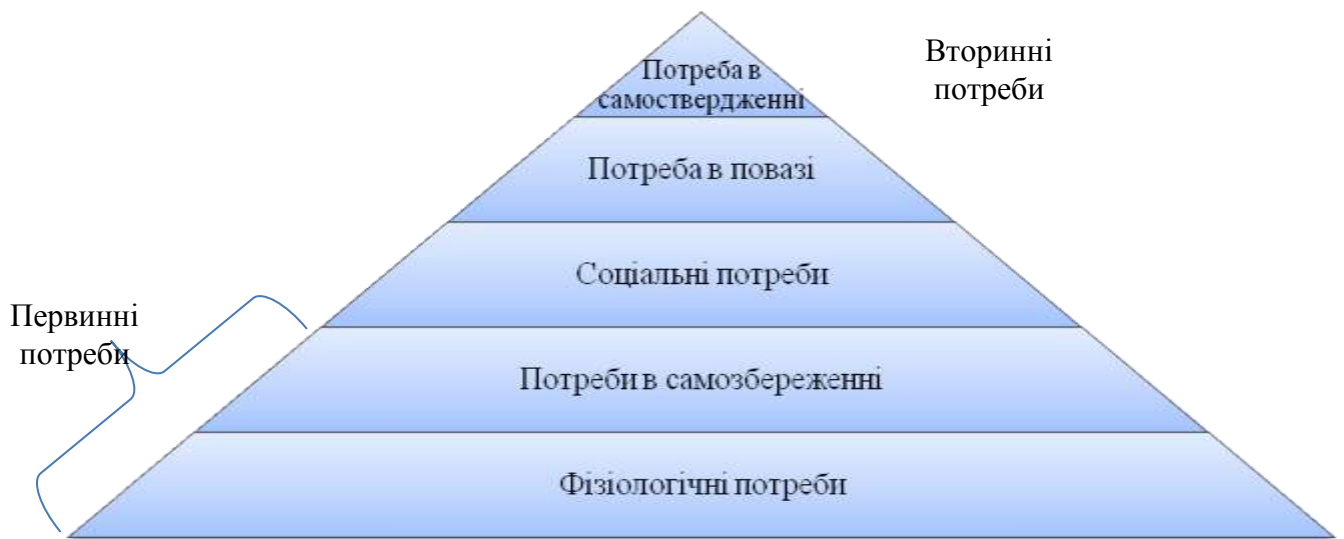 Вторинні
потреби
Потреба в
самоствердженні
Потреба в повазі
Соціальні потреби
Первинні
потреби
Потреби в самозбереженні
Фізіологічні потреби